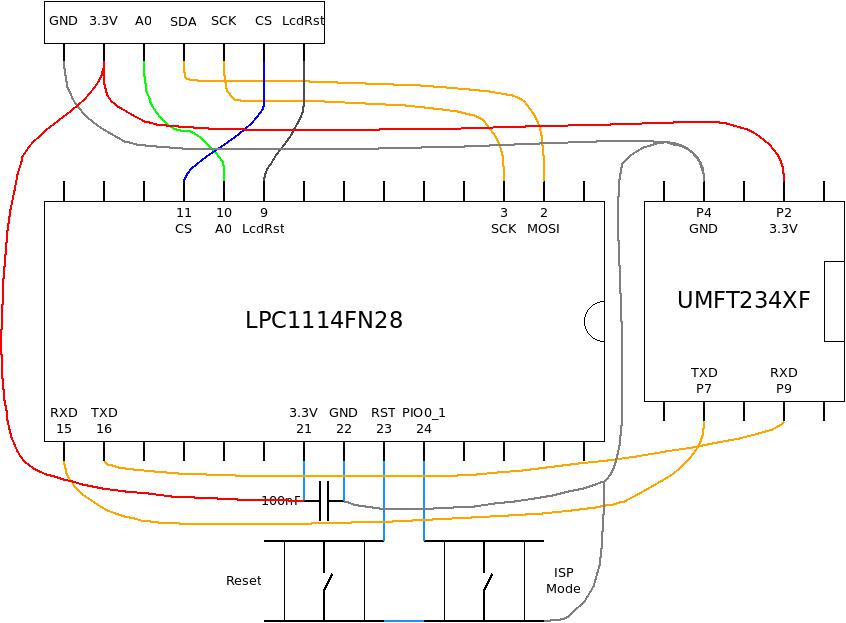 GND 3.3V A0 SDA SCK CS LcdRst
11 10 9 3 2
CS A0 LcdRst SCK MOSI
P4 P2
GND 3.3V
LPC1114FN28
UMFT234XF
TXD RXD
P7 P9
RXD TXD 3.3V GND RST PIO0_1
15 16 21 22 23 24
100nF
Reset
ISP
Mode